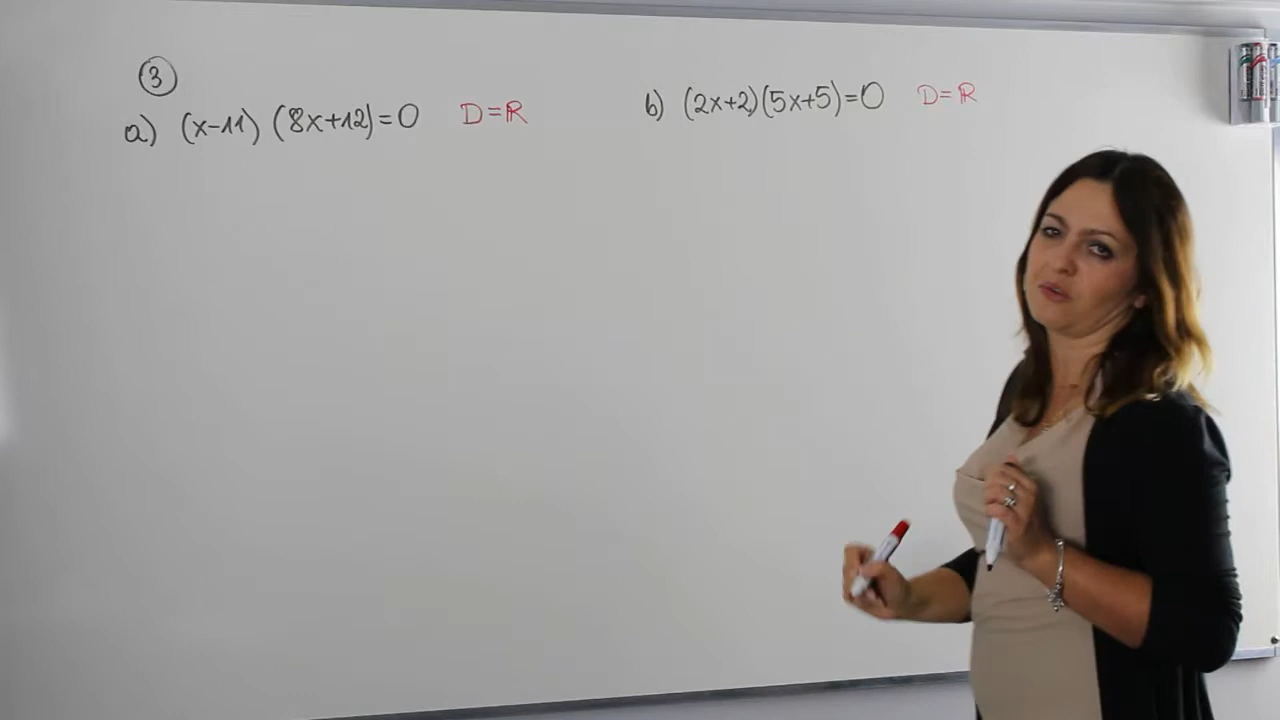 3
a) (x-11) (8x+12)=0 D=ℝ
b) (2x+2)(5x+5)=0 D=ℝ